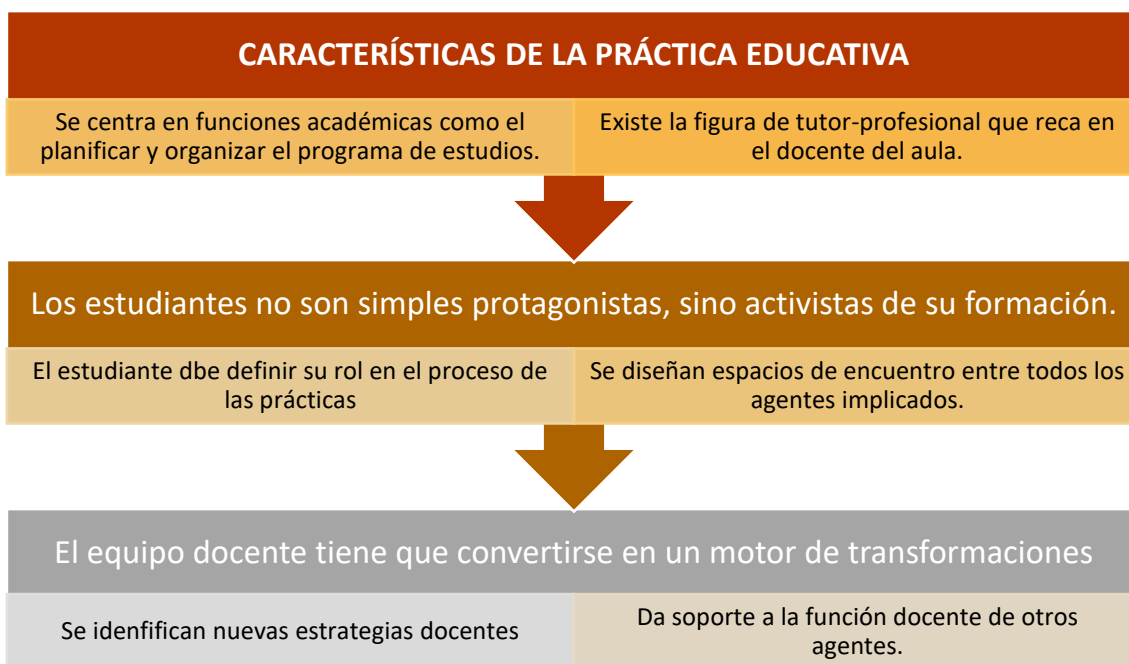 CARACTERÍSTICAS DE LA PRÁCTICA EDUCATIVA
Se centra en funciones académicas como el
planificar y organizar el programa de estudios.
Existe la figura de tutor-profesional que reca en
el docente del aula.
Los estudiantes no son simples protagonistas, sino activistas de su formación.
El estudiante dbe definir su rol en el proceso de
las prácticas
Se diseñan espacios de encuentro entre todos los
agentes implicados.
El equipo docente tiene que convertirse en un motor de transformaciones
Se idenfifican nuevas estrategias docentes
Da soporte a la función docente de otros
agentes.